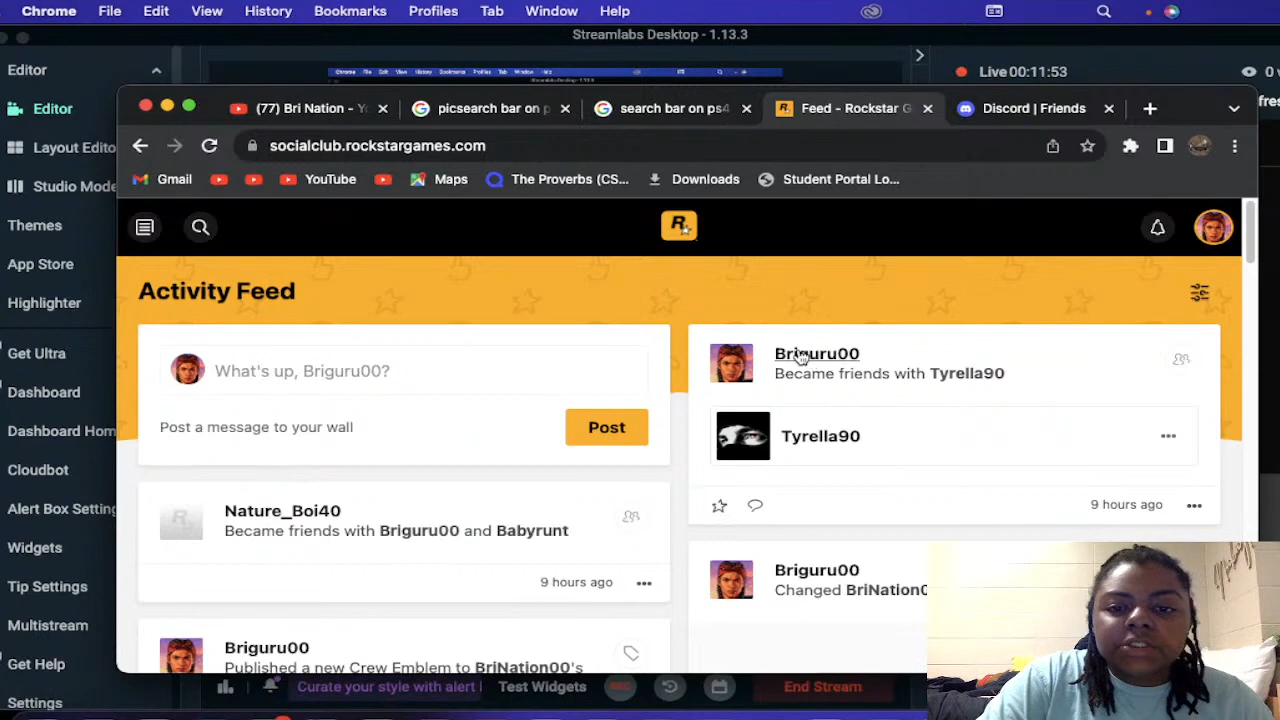 Chrome File Edit View History Bookmarks Profiles Tab Window Help
Streamlabs Desktop - 1.13.3
Editor
Live 00:11:53
0
Editor
Layout Edito
Studio Mode
Themes
App Store
Highlighter
Get Ultra
Dashboard
Dashboard Hom
Cloudbot
Alert Box Setting
Widgets
Tip Settings
Multistream
Get Help
Settings
(77) Bri Nation - Y
picsearch bar on p
search bar on ps4
Feed - Rockstar G
Discord | Friends
socialclub.rockstargames.com
Gmail YouTube Maps The Proverbs (CS... Downloads Student Portal Lo...
Activity Feed
What's up, Briguru00?
Post a message to your wall
Post
Nature_Boi40
Became friends with Briguru00 and Babyrunt
9 hours ago
Briguru00
Published a new Crew Emblem to BriNation00's
Briguru00
Became friends with Tyrella90
Tyrella90
9 hours ago
Briguru00
Changed BriNation0
Curate your style with alert
Test Widgets
REC
End Stream